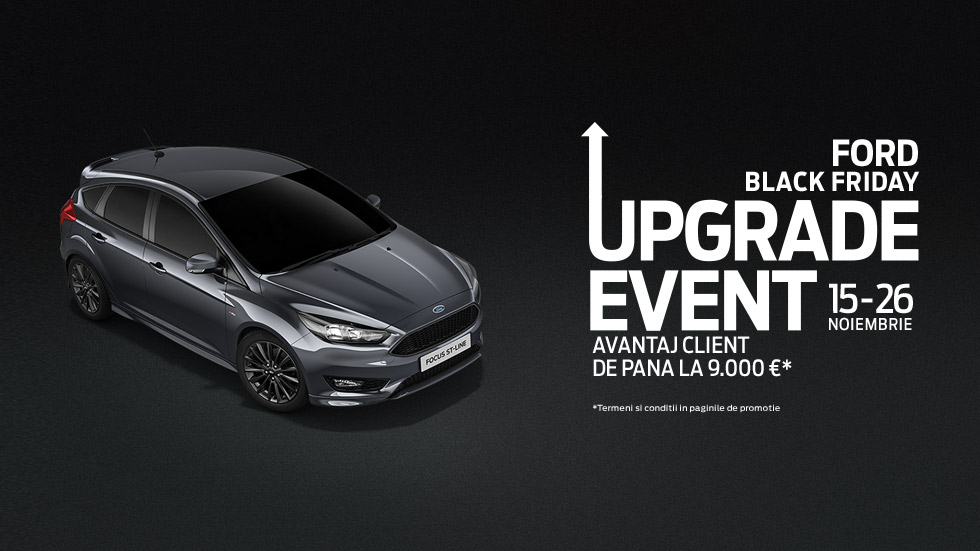 FORD
BLACK FRIDAY
UPGRADE
EVENT
15-26
NOIEMBRIE
AVANTAJ CLIENT
DE PANA LA 9.000 €*
*Termeni si conditii in paginile de promotie
FOCUS ST-LINE
Ford